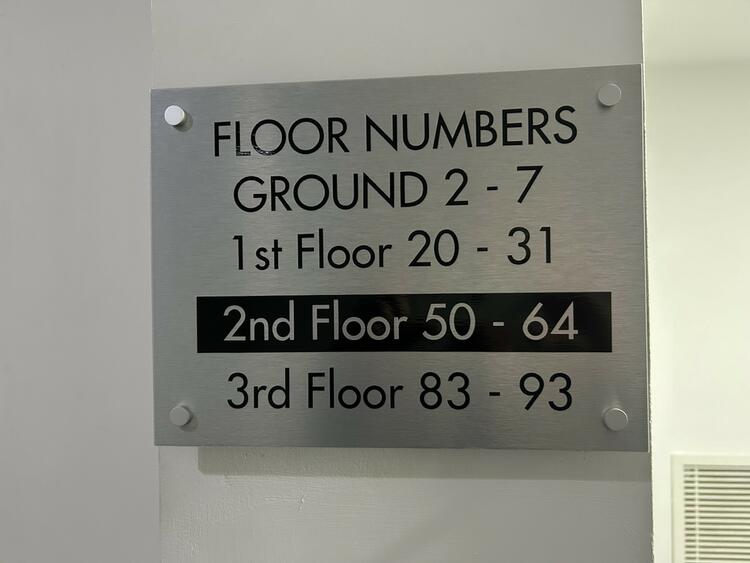 FLOOR NUMBERS
GROUND 2 - 7
1st Floor 20 - 31
2nd Floor 50 - 64
3rd Floor 83 - 93